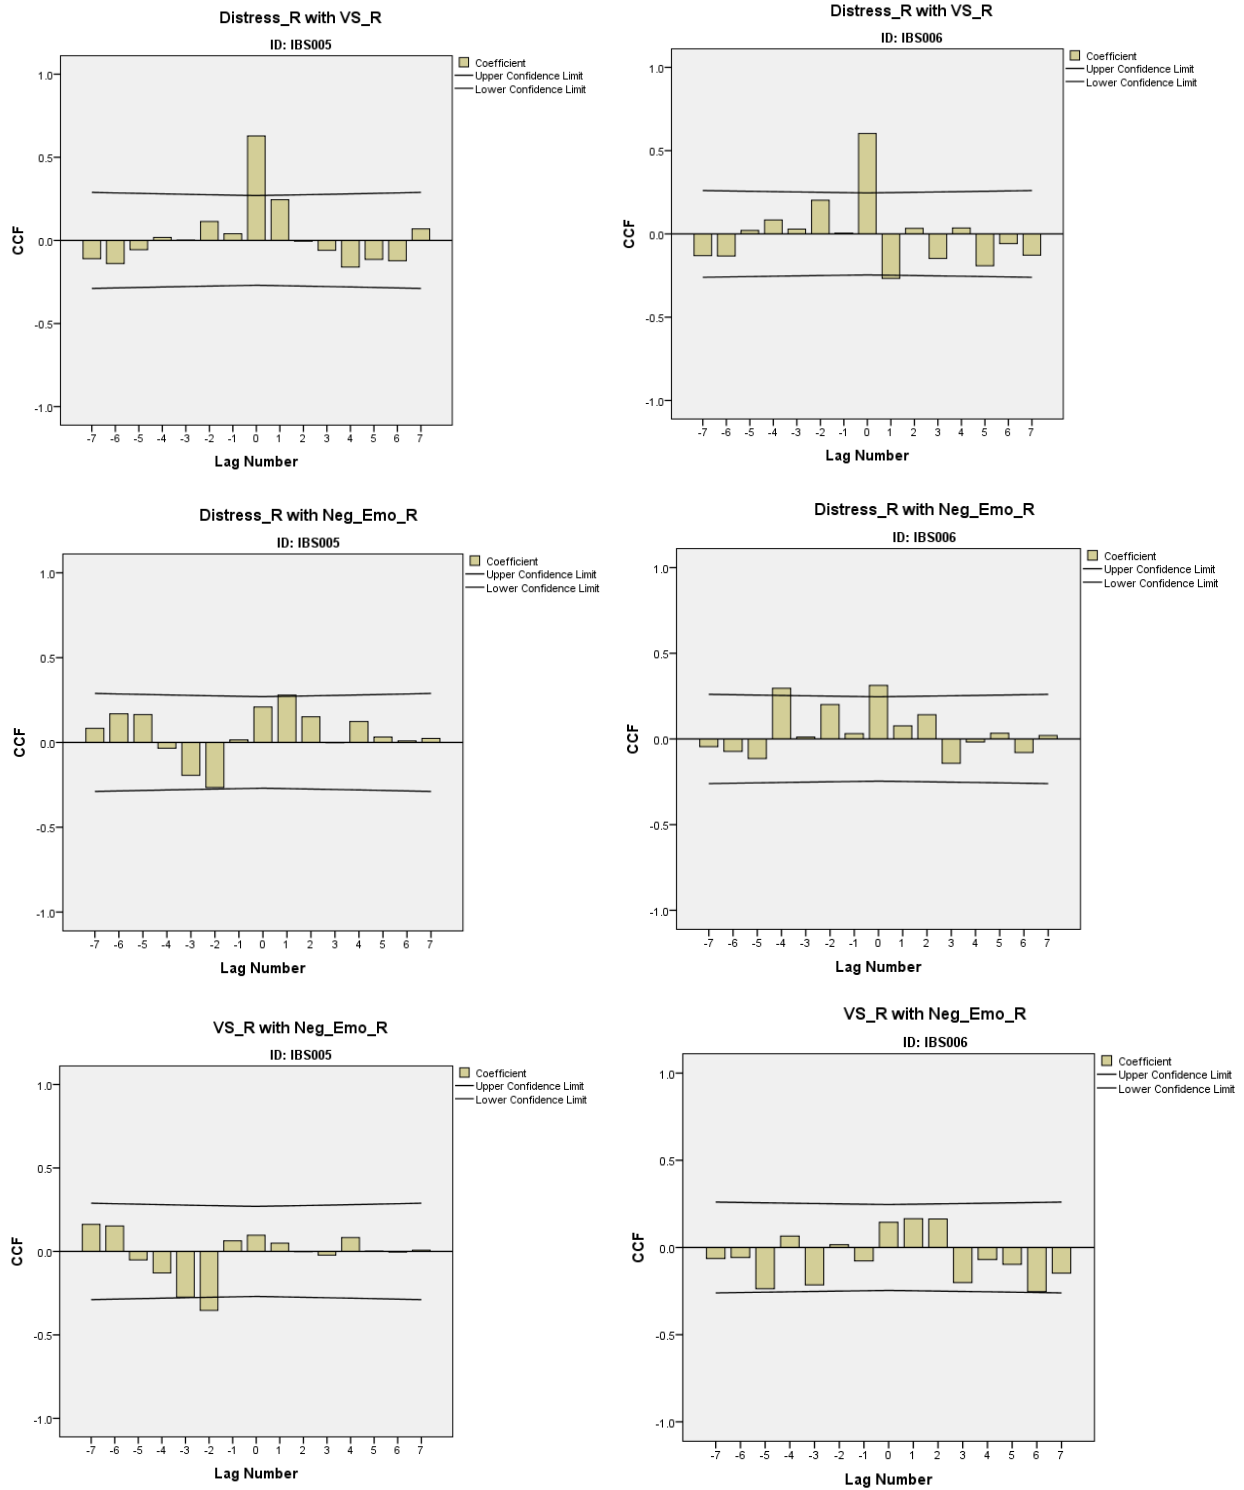 Distress_R with VS_R
ID: IBS005
Coefficient
Upper Confidence Limit
Lower Confidence Limit
1.0
0.5
0.0
-0.5
-1.0
CCF
-7 -6 -5 -4 -3 -2 -1 0 1 2 3 4 5 6 7
Lag Number
Distress_R with VS_R
ID: IBS006
Coefficient
Upper Confidence Limit
Lower Confidence Limit
1.0
0.5
0.0
-0.5
-1.0
CCF
-7 -6 -5 -4 -3 -2 -1 0 1 2 3 4 5 6 7
Lag Number
Distress_R with Neg_Emo_R
ID: IBS005
Coefficient
Upper Confidence Limit
Lower Confidence Limit
1.0
0.5
0.0
-0.5
-1.0
CCF
-7 -6 -5 -4 -3 -2 -1 0 1 2 3 4 5 6 7
Lag Number
Distress_R with Neg_Emo_R
ID: IBS006
Coefficient
Upper Confidence Limit
Lower Confidence Limit
1.0
0.5
0.0
-0.5
-1.0
CCF
-7 -6 -5 -4 -3 -2 -1 0 1 2 3 4 5 6 7
Lag Number
VS_R with Neg_Emo_R
ID: IBS005
Coefficient
Upper Confidence Limit
Lower Confidence Limit
1.0
0.5
0.0
-0.5
-1.0
CCF
-7 -6 -5 -4 -3 -2 -1 0 1 2 3 4 5 6 7
Lag Number
VS_R with Neg_Emo_R
ID: IBS006
Coefficient
Upper Confidence Limit
Lower Confidence Limit
1.0
0.5
0.0
-0.5
-1.0
CCF
-7 -6 -5 -4 -3 -2 -1 0 1 2 3 4 5 6 7
Lag Number